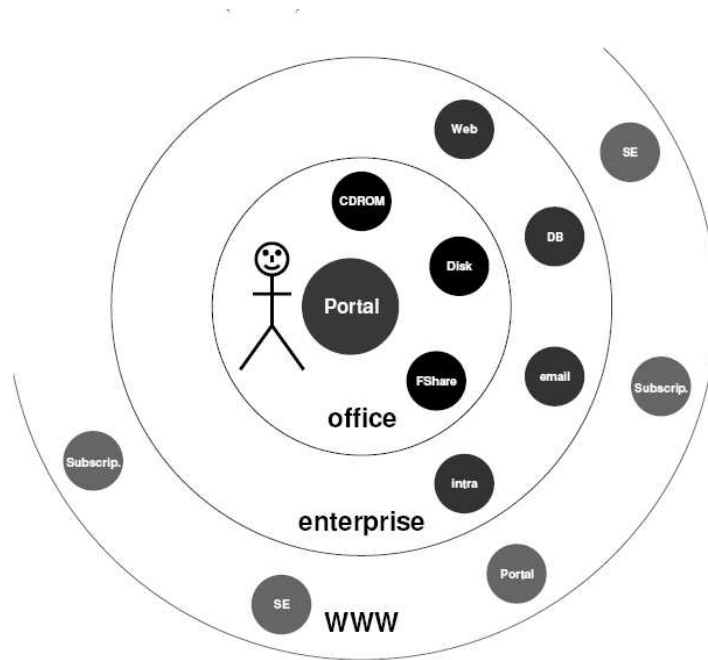 Web
SE
CDROM
DB
Disk
Portal
FShare
email
Subscrip.
office
Subscrip.
intra
enterprise
Portal
SE
WWW